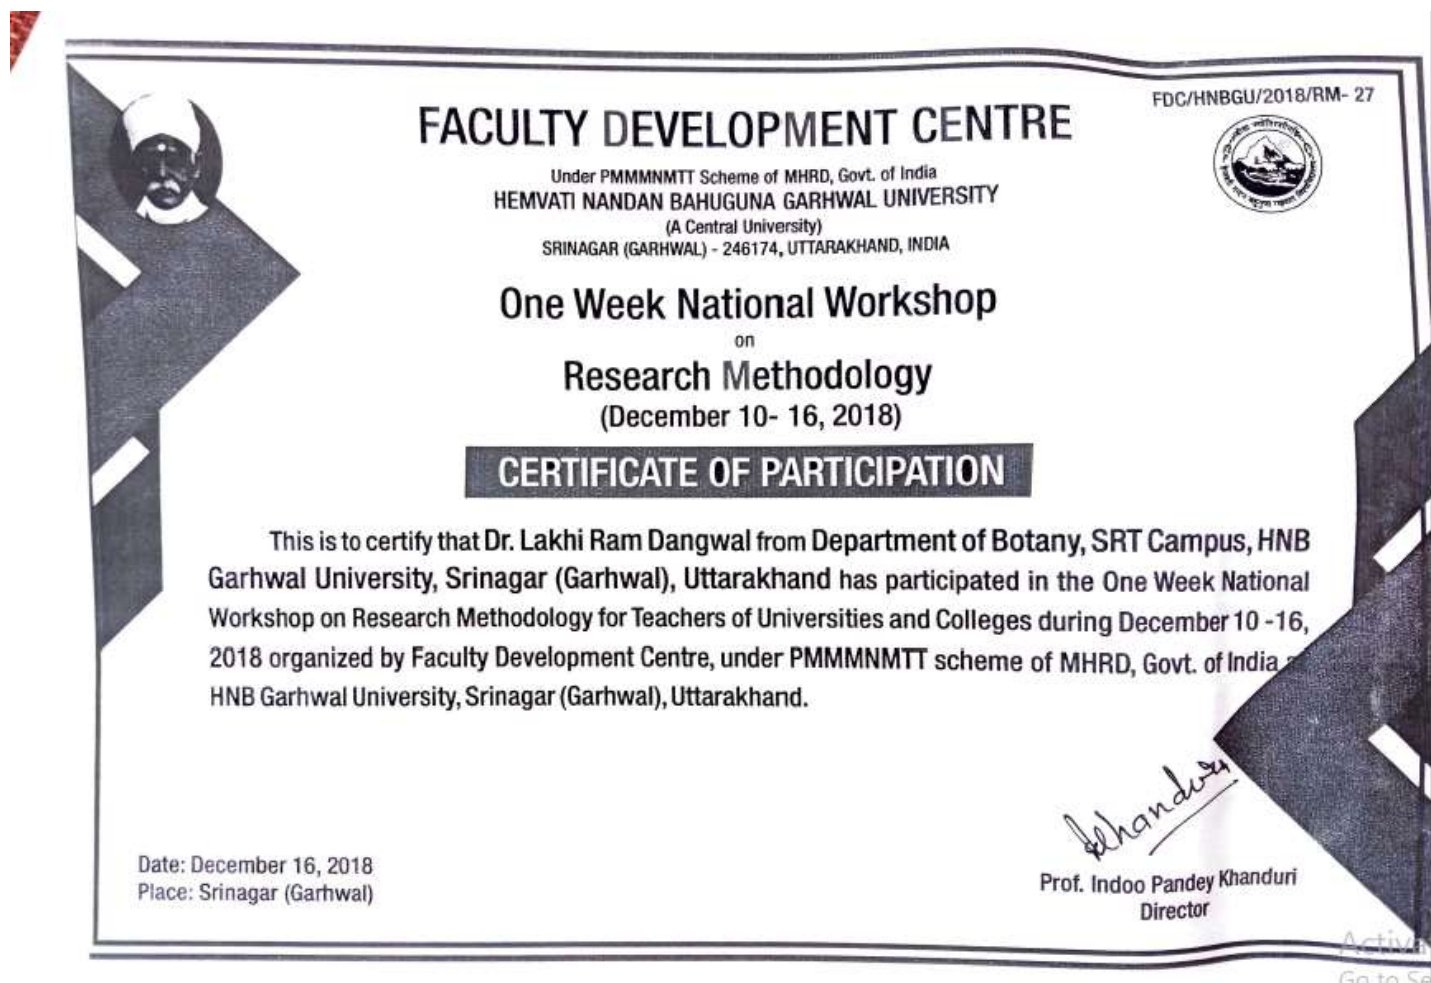 FDC/HNBGU/2018/RM- 27
FACULTY DEVELOPMENT CENTRE
Under PMMMNMTT Scheme of MHRD, Govt. of India
HEMVATI NANDAN BAHUGUNA GARHWAL UNIVERSITY
(A Central University)
SRINAGAR (GARHWAL) - 246174, UTTARAKHAND, INDIA
One Week National Workshop
on
Research Methodology
(December 10- 16, 2018)
CERTIFICATE OF PARTICIPATION
This is to certify that Dr. Lakhi Ram Dangwal from Department of Botany, SRT Campus, HNB
Garhwal University, Srinagar (Garhwal), Uttarakhand has participated in the One Week National
Workshop on Research Methodology for Teachers of Universities and Colleges during December 10 -16,
2018 organized by Faculty Development Centre, under PMMMNMTT scheme of MHRD, Govt. of India
HNB Garhwal University, Srinagar (Garhwal), Uttarakhand.
Date: December 16, 2018
Place: Srinagar (Garhwal)
Prof. Indoo Pandey Khanduri
Director
Activa
Go to Se